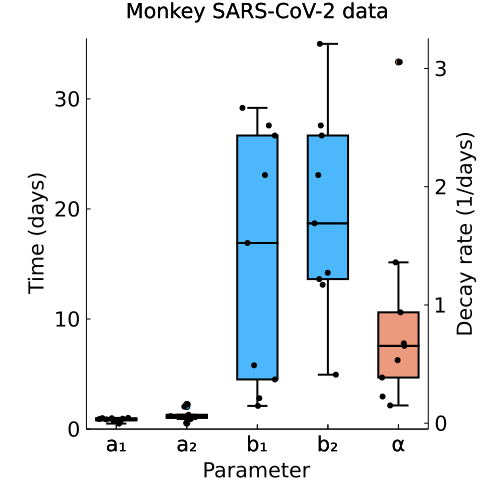 Monkey SARS-CoV-2 data
Time (days)
30
20
10
0
3
2
1
0
Decay rate (1/days)
a₁ a₂ b₁ b₂ α
Parameter